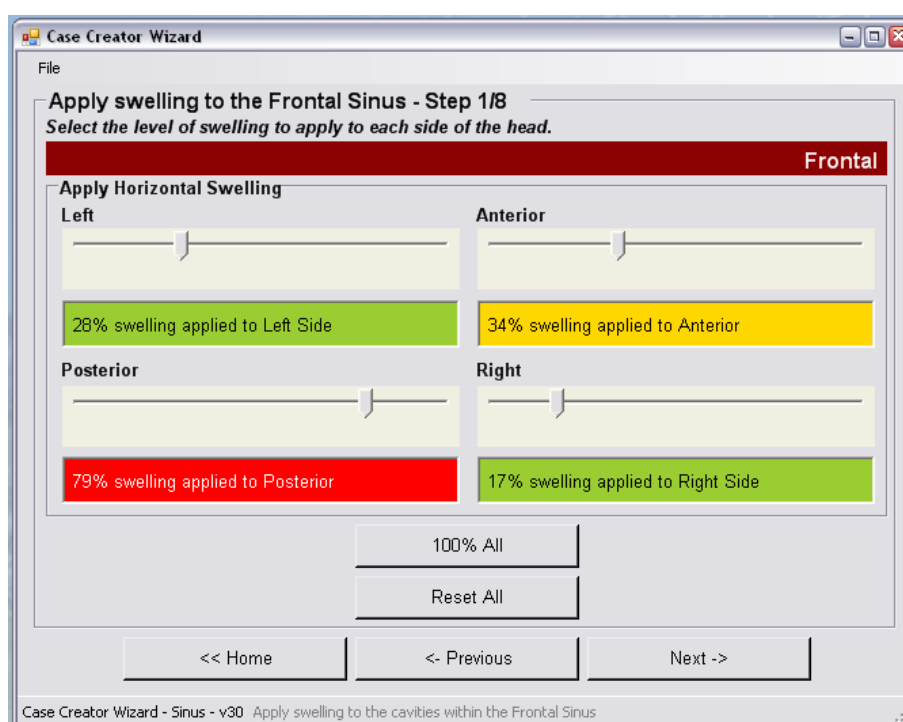 Case Creator Wizard
File
Apply swelling to the Frontal Sinus - Step 1/8
Select the level of swelling to apply to each side of the head.
Frontal
Apply Horizontal Swelling
Left
Anterior
28% swelling applied to Left Side
34% swelling applied to Anterior
Posterior
Right
79% swelling applied to Posterior
17% swelling applied to Right Side
100% All
Reset All
<< Home
<- Previous
Next ->
Case Creator Wizard - Sinus - v30 Apply swelling to the cavities within the Frontal Sinus